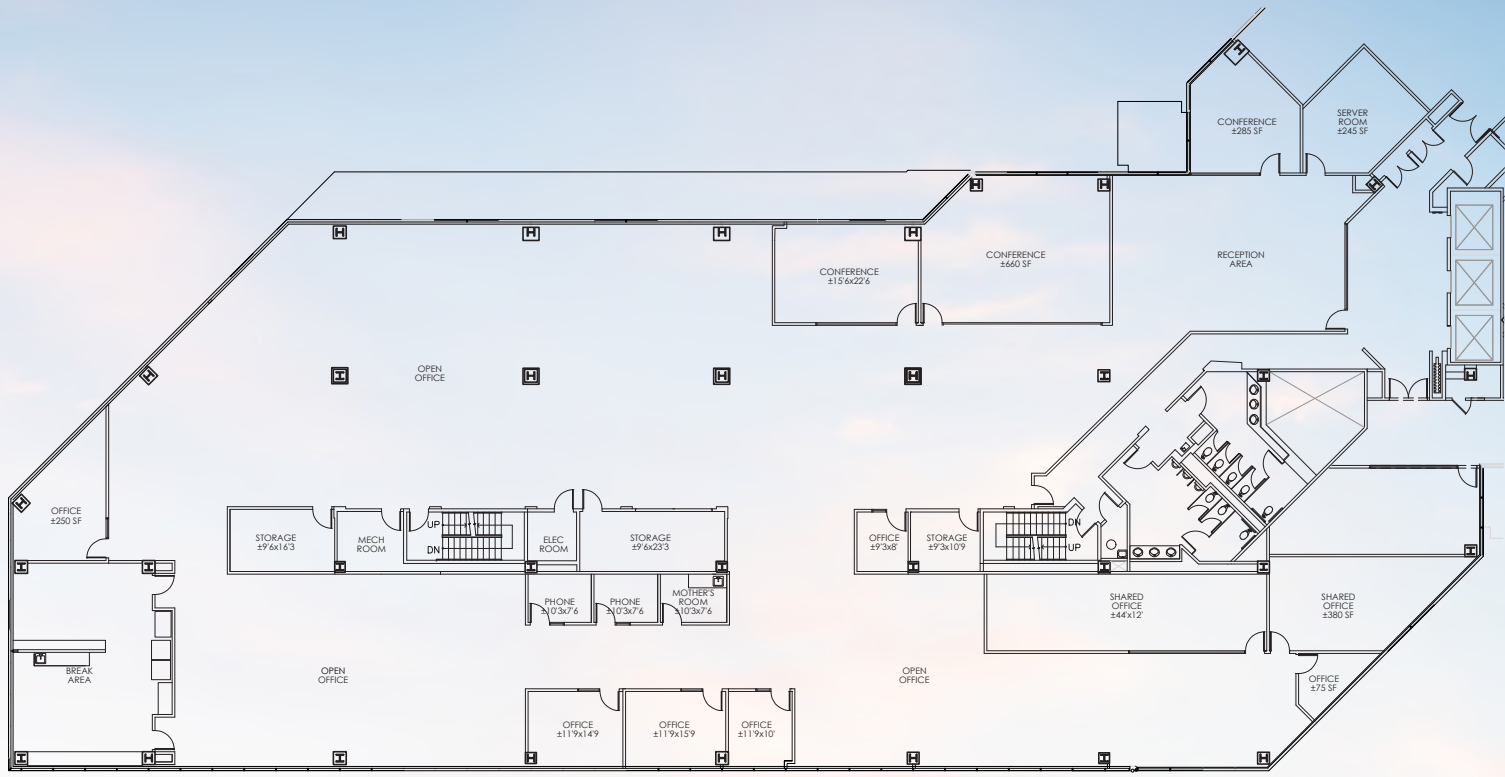 CONFERENCE
±285 SF
SERVER
ROOM
±245 SF
CONFERENCE
±15'6x22'6
CONFERENCE
±660 SF
RECEPTION
AREA
OPEN
OFFICE
OFFICE
±250 SF
STORAGE
±9'6x16'3
MECH
ROOM
UP
DN
ELEC
ROOM
STORAGE
±9'6x23'3
OFFICE
±9'3x8'
STORAGE
±9'3x10'9
DN
UP
PHONE
±10'3x7'6
PHONE
±10'3x7'6
MOTHER'S
ROOM
±10'3x7'6
SHARED
OFFICE
±44'x12'
SHARED
OFFICE
±380 SF
BREAK
AREA
OPEN
OFFICE
OPEN
OFFICE
OFFICE
±75 SF
OFFICE
±11'9x14'9
OFFICE
±11'9x15'9
OFFICE
±11'9x10'